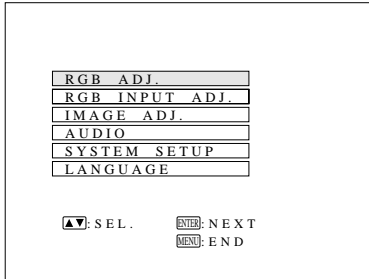 RGB ADJ.
RGB INPUT ADJ.
IMAGE ADJ.
AUDIO
SYSTEM SETUP
LANGUAGE
▲▼:SEL. ENTER:NEXT
MENU:END